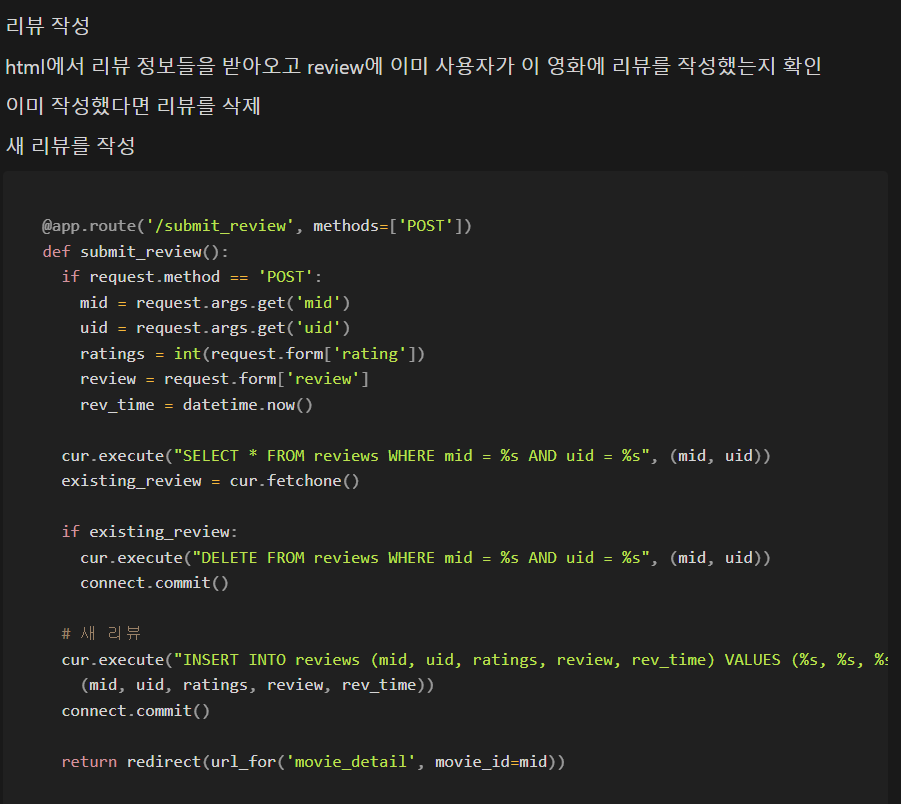 리뷰 작성
html에서 리뷰 정보들을 받아오고 review에 이미 사용자가 이 영화에 리뷰를 작성했는지 확인
이미 작성했다면 리뷰를 삭제
새 리뷰를 작성
@app.route('/submit_review', methods=['POST'])
def submit_review():
  if request.method == 'POST':
    mid = request.args.get('mid')
    uid = request.args.get('uid')
    ratings = int(request.form['rating'])
    review = request.form['review']
    rev_time = datetime.now()
  cur.execute("SELECT * FROM reviews WHERE mid = %s AND uid = %s", (mid, uid))
  existing_review = cur.fetchone()
  if existing_review:
    cur.execute("DELETE FROM reviews WHERE mid = %s AND uid = %s", (mid, uid))
    connect.commit()
  # 새 리뷰
  cur.execute("INSERT INTO reviews (mid, uid, ratings, review, rev_time) VALUES (%s, %s, %s
    (mid, uid, ratings, review, rev_time))
  connect.commit()
  return redirect(url_for('movie_detail', movie_id=mid))